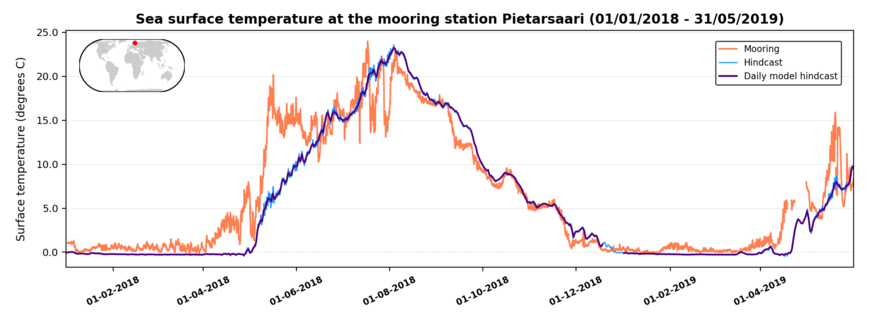 Sea surface temperature at the mooring station Pietarsaari (01/01/2018 - 31/05/2019)
Surface temperature (degrees C)
25.0
20.0
15.0
10.0
5.0
0.0
Mooring
Hindcast
Daily model hindcast
01-02-2018
01-04-2018
01-06-2018
01-08-2018
01-10-2018
01-12-2018
01-02-2019
01-04-2019